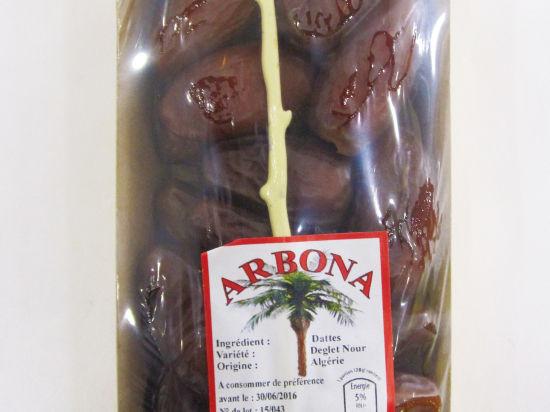 ARBONA
Ingrédient : Dattes
Variété : Deglet Nour
Origine : Algérie
A consommer de préférence
avant le : 30/06/2016
N° de lot : 15/043
Energie
5%